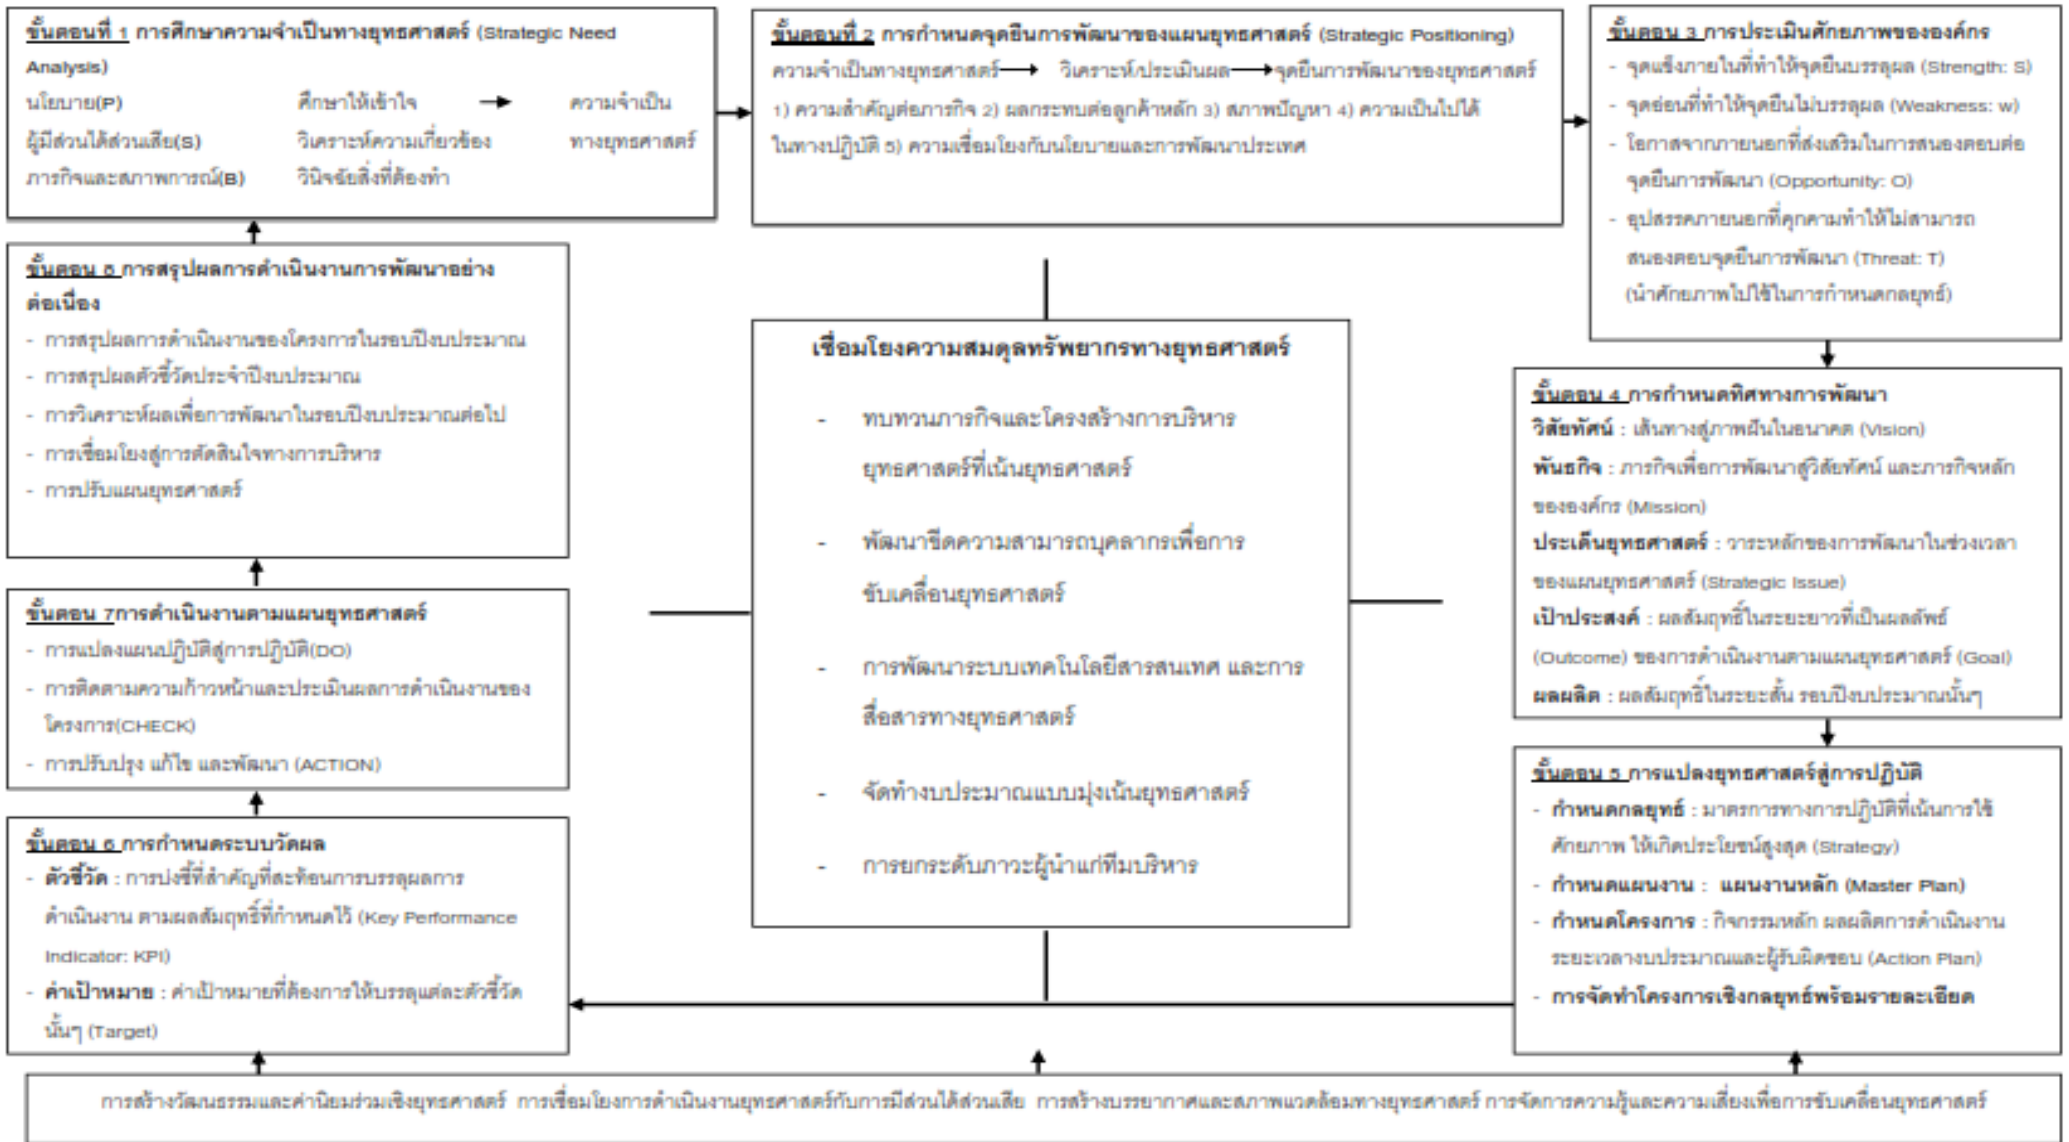 ขั้นตอนที่ 1 การศึกษาความจำเป็นทางยุทธศาสตร์ (Strategic Need
Analysis)
นโยบาย(P) ศึกษาให้เข้าใจ → ความจำเป็น
ผู้มีส่วนได้ส่วนเสีย(S) วิเคราะห์ความเกี่ยวข้อง ทางยุทธศาสตร์
ภารกิจและสภาพการณ์(B) วินิจฉัยสิ่งที่ต้องทำ
ขั้นตอนที่ 2 การกำหนดจุดยืนการพัฒนาของแผนยุทธศาสตร์ (Strategic Positioning)
ความจำเป็นทางยุทธศาสตร์→ วิเคราะห์/ประเมินผล→จุดยืนการพัฒนาของยุทธศาสตร์
1) ความสำคัญต่อภารกิจ 2) ผลกระทบต่อลูกค้าหลัก 3) สภาพปัญหา 4) ความเป็นไปได้
ในทางปฏิบัติ 5) ความเชื่อมโยงกับนโยบายและการพัฒนาประเทศ
ขั้นตอน 3 การประเมินศักยภาพขององค์กร
- จุดแข็งภายในที่ทำให้จุดยืนบรรลุผล (Strength: S)
- จุดอ่อนที่ทำให้จุดยืนไม่บรรลุผล (Weakness: w)
- โอกาสจากภายนอกที่ส่งเสริมในการสนองตอบต่อ
จุดยืนการพัฒนา (Opportunity: O)
- อุปสรรคภายนอกที่คุกคามทำให้ไม่สามารถ
สนองตอบจุดยืนการพัฒนา (Threat: T)
(นำศักยภาพไปใช้ในการกำหนดกลยุทธ์)
ขั้นตอน 4 การกำหนดทิศทางการพัฒนา
วิสัยทัศน์ : เส้นทางสู่ภาพฝันในอนาคต (Vision)
พันธกิจ : ภารกิจเพื่อการพัฒนาสู่วิสัยทัศน์ และภารกิจหลัก
ขององค์กร (Mission)
ประเด็นยุทธศาสตร์ : วาระหลักของการพัฒนาในช่วงเวลา
ของแผนยุทธศาสตร์ (Strategic Issue)
เป้าประสงค์ : ผลสัมฤทธิ์ในระยะยาวที่เป็นผลลัพธ์
(Outcome) ของการดำเนินงานตามแผนยุทธศาสตร์ (Goal)
ผลผลิต : ผลสัมฤทธิ์ในระยะสั้น รอบปีงบประมาณนั้นๆ
ขั้นตอน 5 การแปลงยุทธศาสตร์สู่การปฏิบัติ
- กำหนดกลยุทธ์ : มาตรการทางการปฏิบัติที่เน้นการใช้
ศักยภาพ ให้เกิดประโยชน์สูงสุด (Strategy)
- กำหนดแผนงาน : แผนงานหลัก (Master Plan)
- กำหนดโครงการ : กิจกรรมหลัก ผลผลิตการดำเนินงาน
ระยะเวลางบประมาณและผู้รับผิดชอบ (Action Plan)
- การจัดทำโครงการเชิงกลยุทธ์พร้อมรายละเอียด
ขั้นตอน 6 การกำหนดระบบวัดผล
- ตัวชี้วัด : การบ่งชี้ที่สำคัญที่สะท้อนการบรรลุผลการ
ดำเนินงาน ตามผลสัมฤทธิ์ที่กำหนดไว้ (Key Performance
Indicator: KPI)
- ค่าเป้าหมาย : ค่าเป้าหมายที่ต้องการให้บรรลุแต่ละตัวชี้วัด
นั้นๆ (Target)
ขั้นตอน 7การดำเนินงานตามแผนยุทธศาสตร์
- การแปลงแผนปฏิบัติสู่การปฏิบัติ(DO)
- การติดตามความก้าวหน้าและประเมินผลการดำเนินงานของ
โครงการ(CHECK)
- การปรับปรุง แก้ไข และพัฒนา (ACTION)
ขั้นตอน 8 การสรุปผลการดำเนินงานการพัฒนาอย่าง
ต่อเนื่อง
- การสรุปผลการดำเนินงานของโครงการในรอบปีงบประมาณ
- การสรุปผลตัวชี้วัดประจำปีงบประมาณ
- การวิเคราะห์ผลเพื่อการพัฒนาในรอบปีงบประมาณต่อไป
- การเชื่อมโยงสู่การตัดสินใจทางการบริหาร
- การปรับแผนยุทธศาสตร์
เชื่อมโยงความสมดุลทรัพยากรทางยุทธศาสตร์
- ทบทวนภารกิจและโครงสร้างการบริหาร
ยุทธศาสตร์ที่เน้นยุทธศาสตร์
- พัฒนาขีดความสามารถบุคลากรเพื่อการ
ขับเคลื่อนยุทธศาสตร์
- การพัฒนาระบบเทคโนโลยีสารสนเทศ และการ
สื่อสารทางยุทธศาสตร์
- จัดทำงบประมาณแบบมุ่งเน้นยุทธศาสตร์
- การยกระดับภาวะผู้นำแก่ทีมบริหาร
การสร้างวัฒนธรรมและค่านิยมร่วมเชิงยุทธศาสตร์ การเชื่อมโยงการดำเนินงานยุทธศาสตร์กับการมีส่วนได้ส่วนเสีย การสร้างบรรยากาศและสภาพแวดล้อมทางยุทธศาสตร์ การจัดการความรู้และความเสี่ยงเพื่อการขับเคลื่อนยุทธศาสตร์